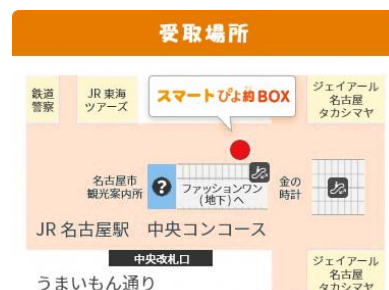 受取場所
鉄道
警察
JR東海
ツアーズ
スマートぴよ約BOX
ジェイアール
名古屋
タカシマヤ
名古屋市
観光案内所
?
ファッションワン
(地下)へ
金の
時計
JR名古屋駅 中央コンコース
中央改札口
うまいもん通り
ジェイアール
名古屋
タカシマヤ